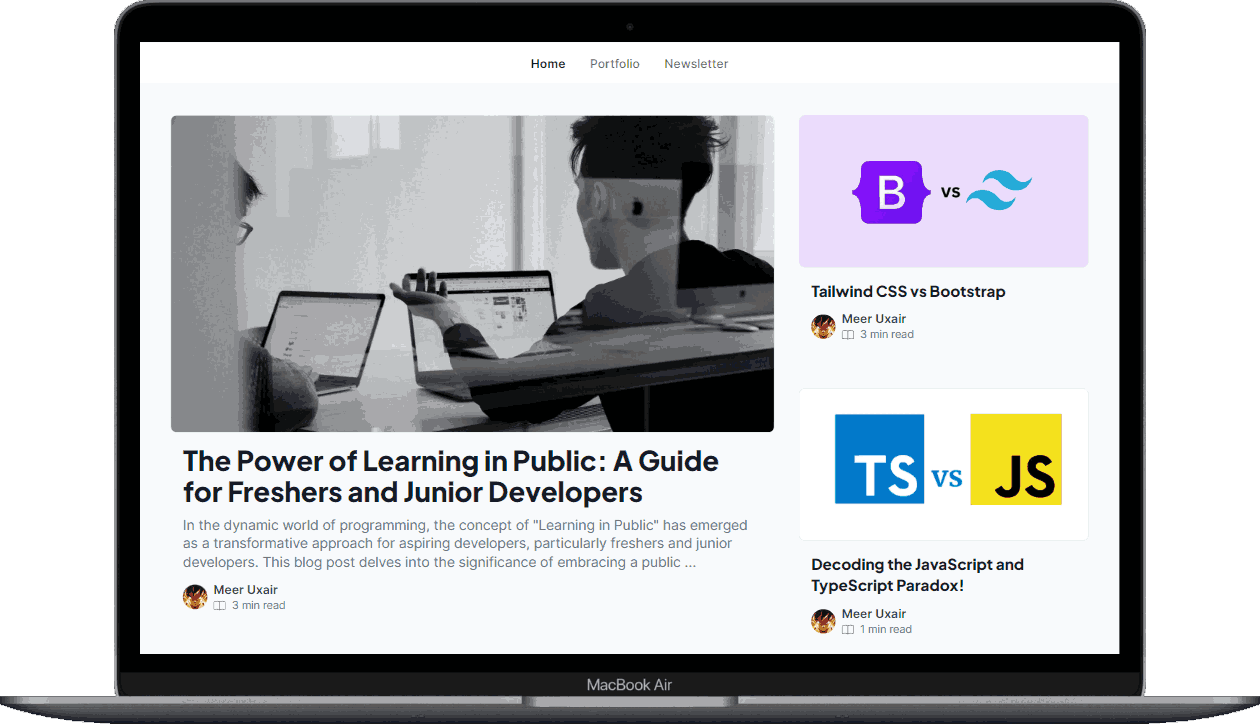 Home Portfolio Newsletter
The Power of Learning in Public: A Guide
for Freshers and Junior Developers
In the dynamic world of programming, the concept of "Learning in Public" has emerged
as a transformative approach for aspiring developers, particularly freshers and junior
developers. This blog post delves into the significance of embracing a public ...
Meer Uxair
3 min read
B vs
Tailwind CSS vs Bootstrap
Meer Uxair
3 min read
TS vs JS
Decoding the JavaScript and
TypeScript Paradox!
Meer Uxair
1 min read
MacBook Air